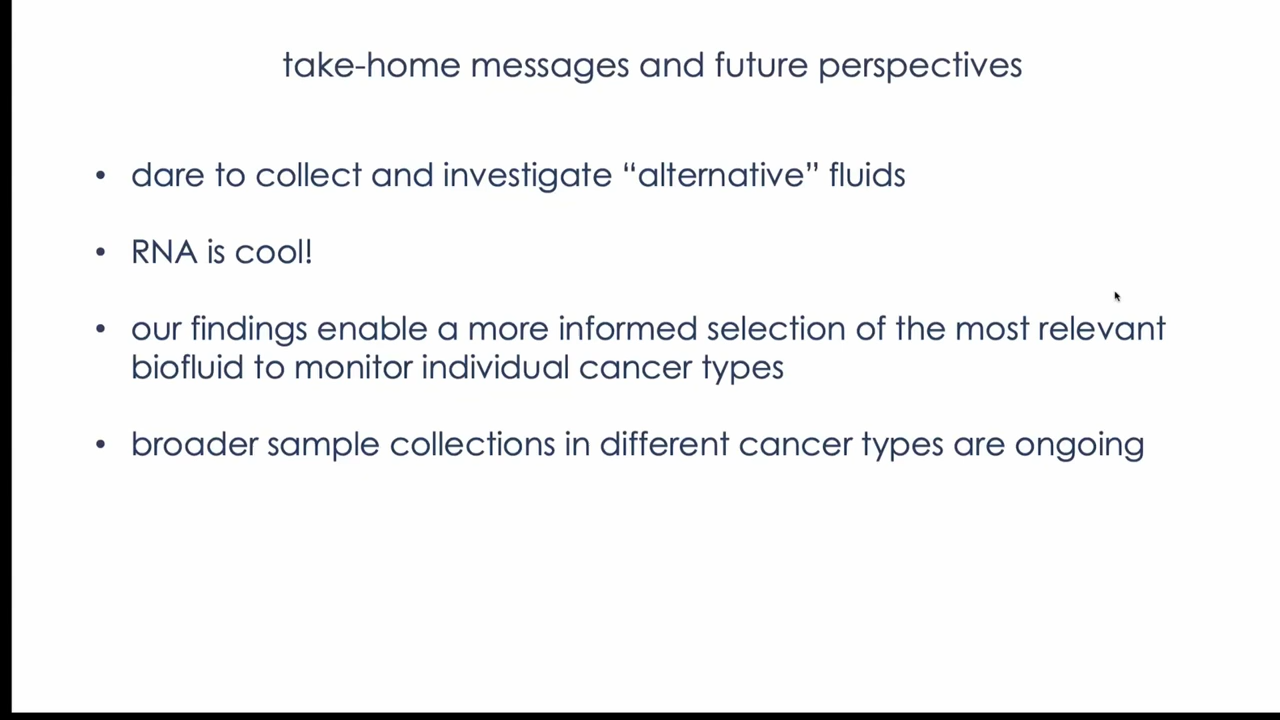 take-home messages and future perspectives
• dare to collect and investigate “alternative” fluids
• RNA is cool!
• our findings enable a more informed selection of the most relevant
biofluid to monitor individual cancer types
• broader sample collections in different cancer types are ongoing